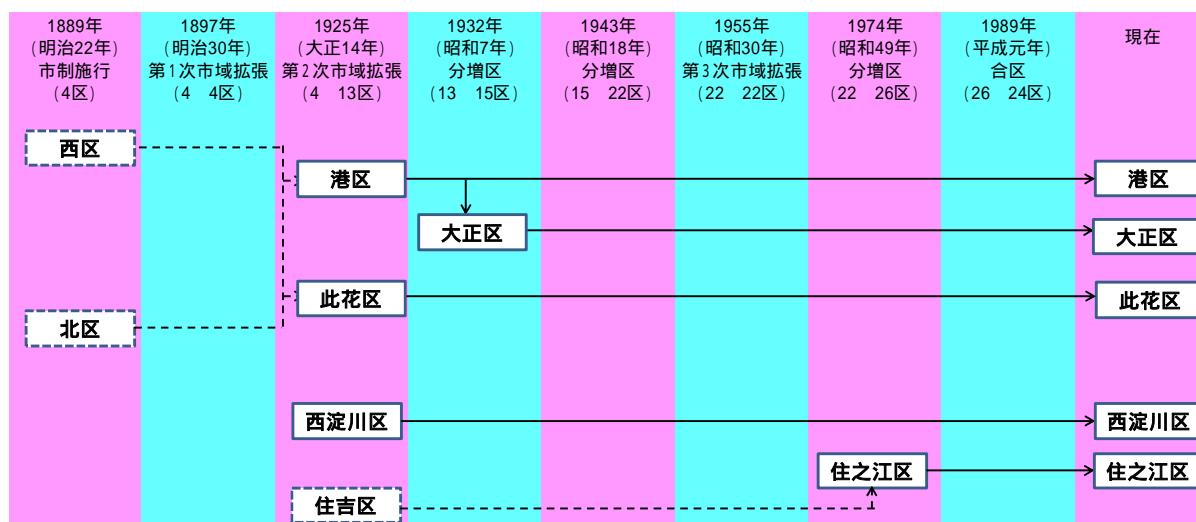 1889年
(明治22年)
市制施行
(4区)
1897年
(明治30年)
第1次市域拡張
(4 4区)
1925年
(大正14年)
第2次市域拡張
(4 13区)
1932年
(昭和7年)
分増区
(13 15区)
1943年
(昭和18年)
分増区
(15 22区)
1955年
(昭和30年)
第3次市域拡張
(22 22区)
1974年
(昭和49年)
分増区
(22 26区)
1989年
(平成元年)
合区
(26 24区)
現在
西区
港区
港区
大正区
大正区
此花区
此花区
北区
西淀川区
西淀川区
住之江区
住之江区
住吉区